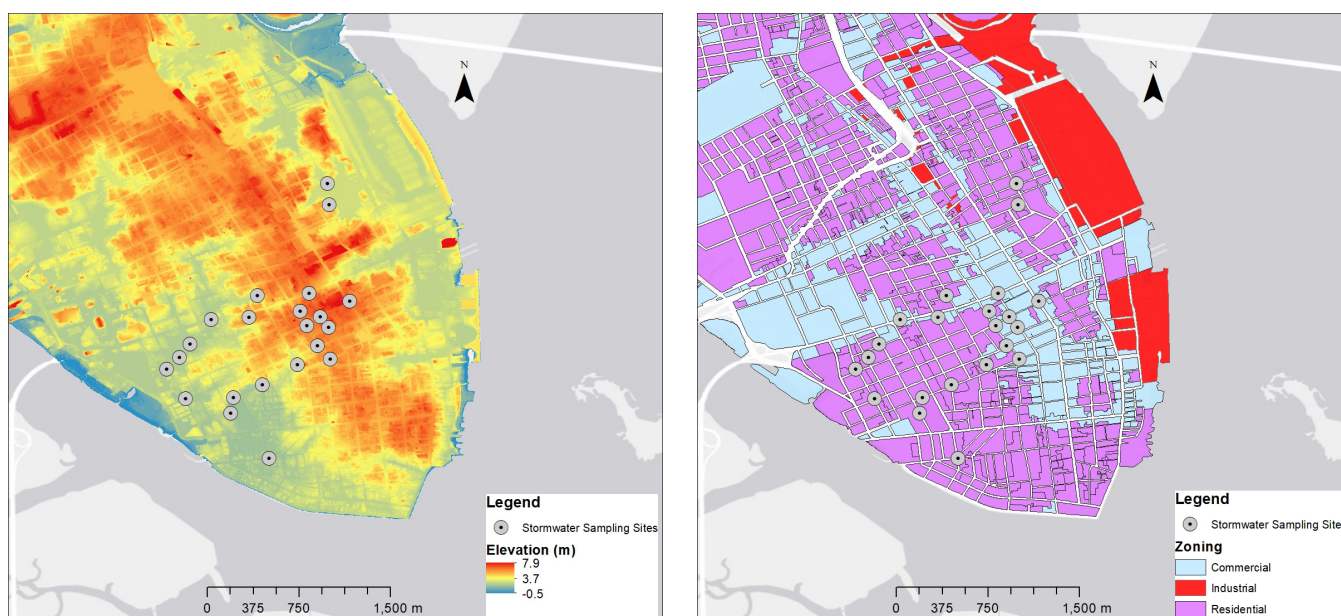 N
Legend
Stormwater Sampling Sites
Elevation (m)
7.9
3.7
-0.5
0 375 750 1,500 m
N
Legend
Stormwater Sampling Sites
Zoning
Commercial
Industrial
Residential
0 375 750 1,500 m